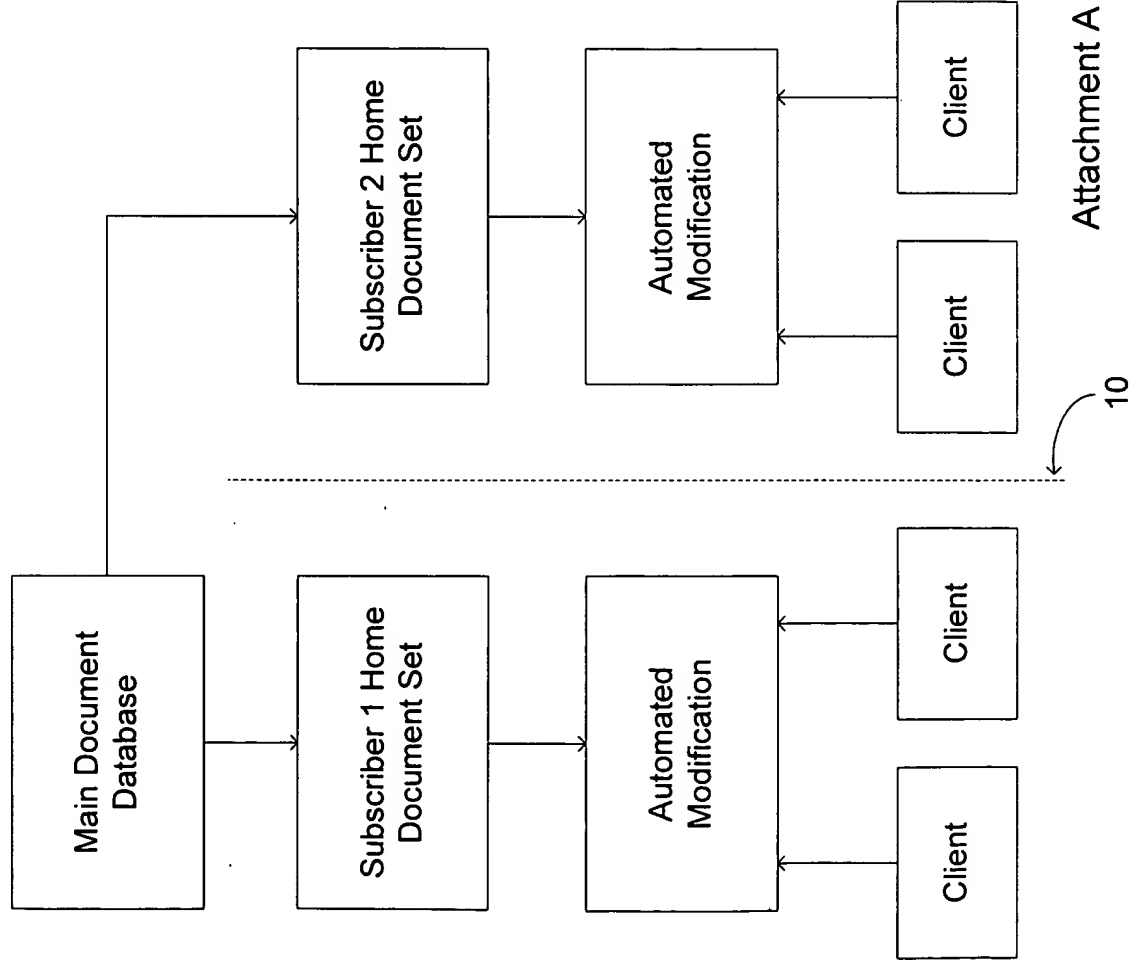 Main Document
Database
Subscriber 1 Home
Document Set
Subscriber 2 Home
Document Set
Automated
Modification
Automated
Modification
Client
Client
Client
Client
10
Attachment A